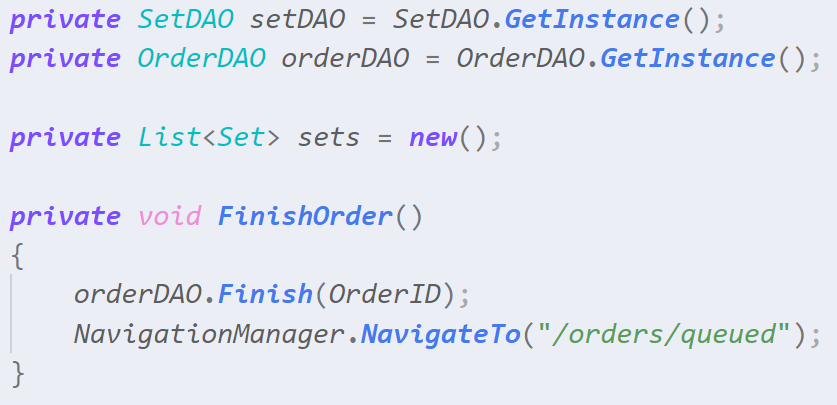 private SetDAO setDAO = SetDAO.GetInstance();
private OrderDAO orderDAO = OrderDAO.GetInstance();

private List<Set> sets = new();

private void FinishOrder()
{
    orderDAO.Finish(OrderID);
    NavigationManager.NavigateTo("/orders/queued");
}